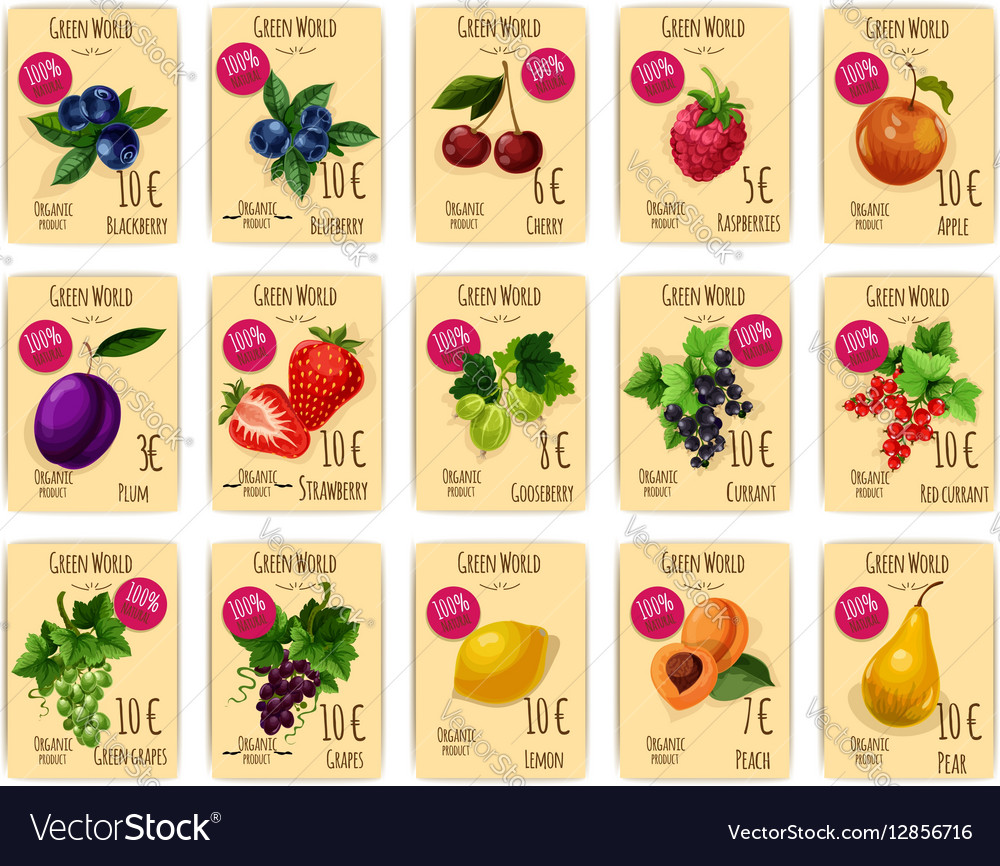 GREEN WORLD
100%
NATURAL
10 €
ORGANIC
PRODUCT
BLACKBERRY
GREEN WORLD
100%
NATURAL
10 €
ORGANIC
PRODUCT
BLUEBERRY
GREEN WORLD
100%
NATURAL
6 €
ORGANIC
PRODUCT
CHERRY
GREEN WORLD
100%
NATURAL
5 €
ORGANIC
PRODUCT
RASPBERRIES
GREEN WORLD
100%
NATURAL
10 €
ORGANIC
PRODUCT
APPLE
GREEN WORLD
100%
NATURAL
3 €
ORGANIC
PRODUCT
PLUM
GREEN WORLD
100%
NATURAL
10 €
ORGANIC
PRODUCT
STRAWBERRY
GREEN WORLD
100%
NATURAL
8 €
ORGANIC
PRODUCT
GOOSEBERRY
GREEN WORLD
100%
NATURAL
10 €
ORGANIC
PRODUCT
CURRANT
GREEN WORLD
100%
NATURAL
10 €
ORGANIC
PRODUCT
RED CURRANT
GREEN WORLD
100%
NATURAL
10 €
ORGANIC
PRODUCT
GREEN GRAPES
GREEN WORLD
100%
NATURAL
10 €
ORGANIC
PRODUCT
GRAPES
GREEN WORLD
100%
NATURAL
10 €
ORGANIC
PRODUCT
LEMON
GREEN WORLD
100%
NATURAL
7 €
ORGANIC
PRODUCT
PEACH
GREEN WORLD
100%
NATURAL
10 €
ORGANIC
PRODUCT
PEAR
VectorStock®
VectorStock.com/12856716